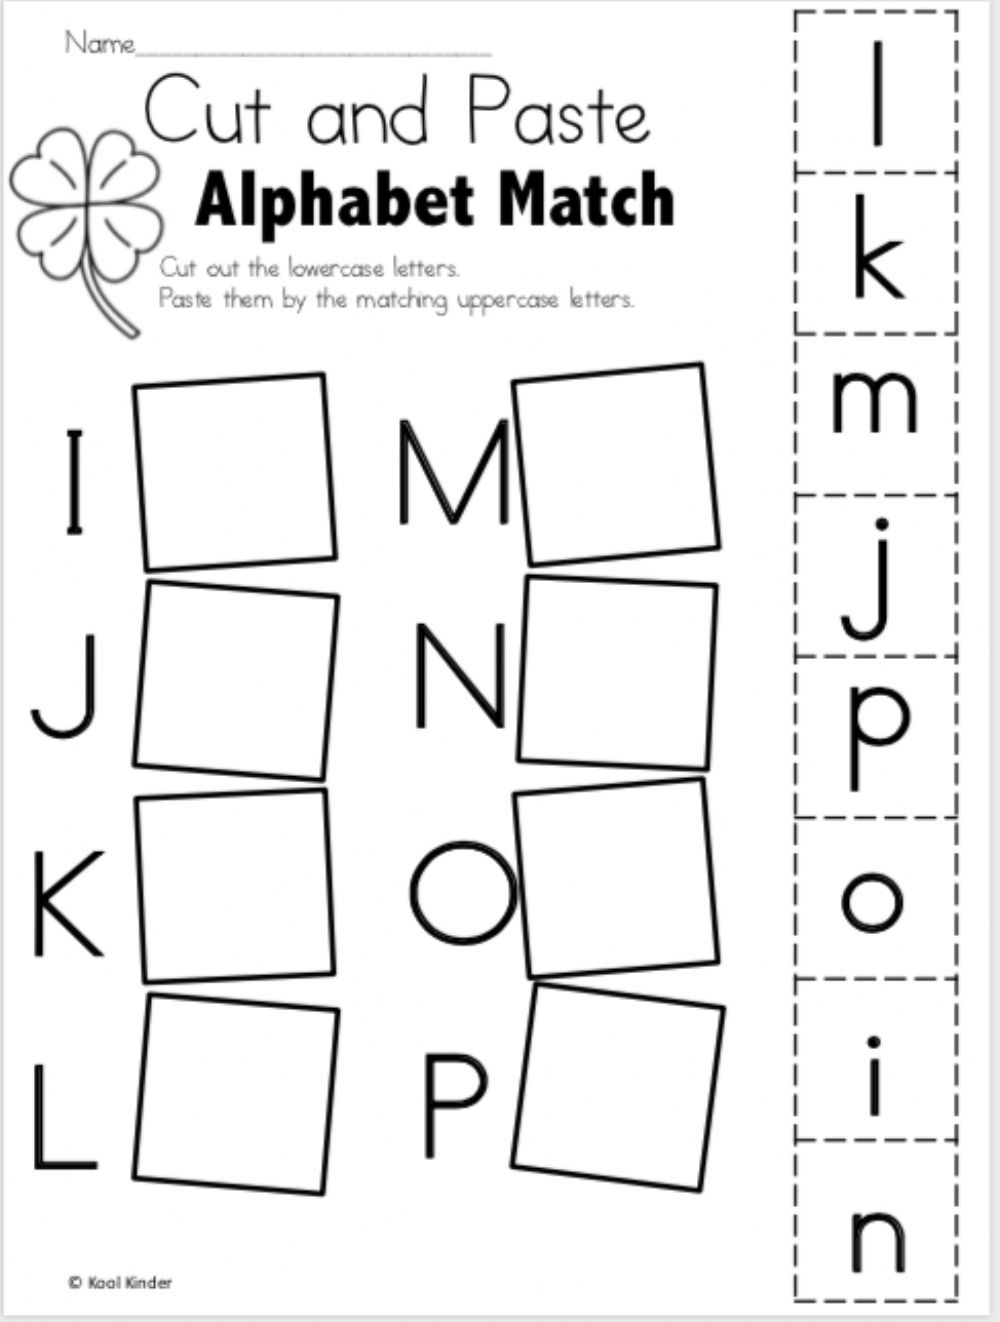 Name
Cut and Paste
Alphabet Match
Cut out the lowercase letters.
Paste them by the matching uppercase letters.
I
M
J
N
K
O
L
P
l
k
m
j
p
o
i
n
© Kool Kinder